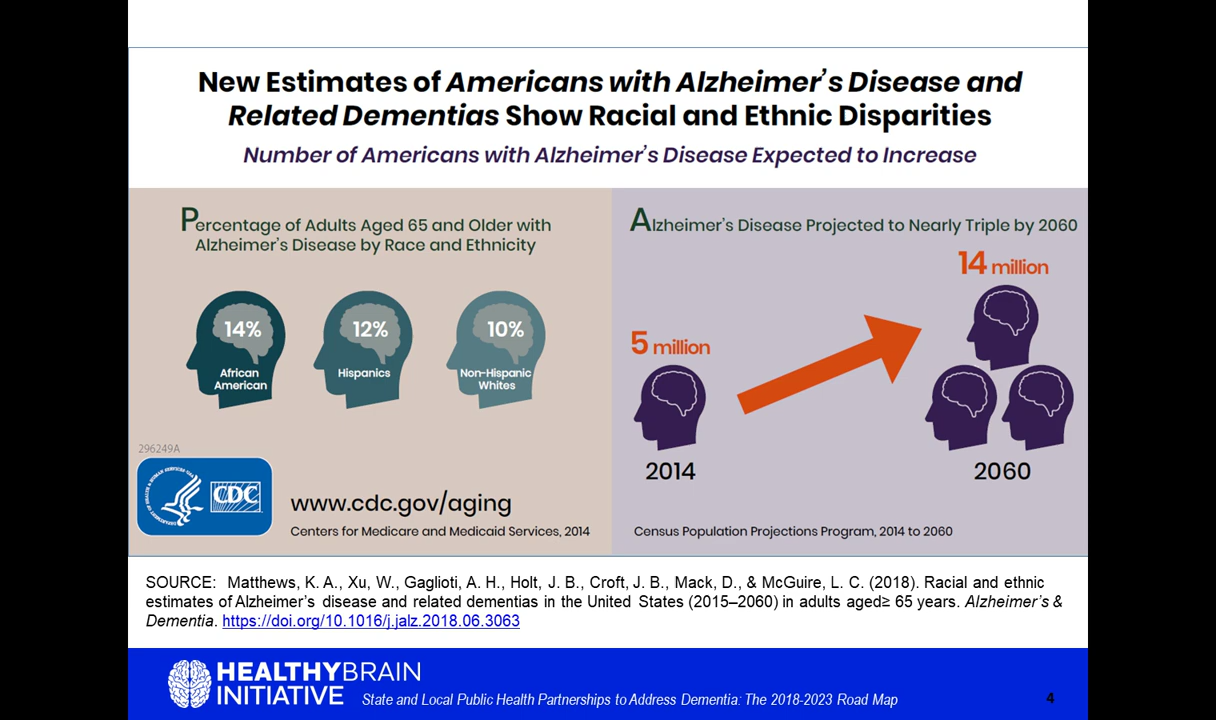 New Estimates of Americans with Alzheimer's Disease and
Related Dementias Show Racial and Ethnic Disparities
Number of Americans with Alzheimer's Disease Expected to Increase
Percentage of Adults Aged 65 and Older with
Alzheimer's Disease by Race and Ethnicity
14%
African
American
12%
Hispanics
10%
Non-Hispanic
Whites
296249A
DEPARTMENT OF HEALTH & HUMAN SERVICES·USA
CDC
www.cdc.gov/aging
Centers for Medicare and Medicaid Services, 2014
Alzheimer's Disease Projected to Nearly Triple by 2060
14 million
5 million
2014
2060
Census Population Projections Program, 2014 to 2060
SOURCE: Matthews, K. A., Xu, W., Gaglioti, A. H., Holt, J. B., Croft, J. B., Mack, D., & McGuire, L. C. (2018). Racial and ethnic
estimates of Alzheimer's disease and related dementias in the United States (2015–2060) in adults aged≥ 65 years. Alzheimer's &
Dementia. https://doi.org/10.1016/j.jalz.2018.06.3063
HEALTHYBRAIN
INITIATIVE
State and Local Public Health Partnerships to Address Dementia: The 2018-2023 Road Map
4